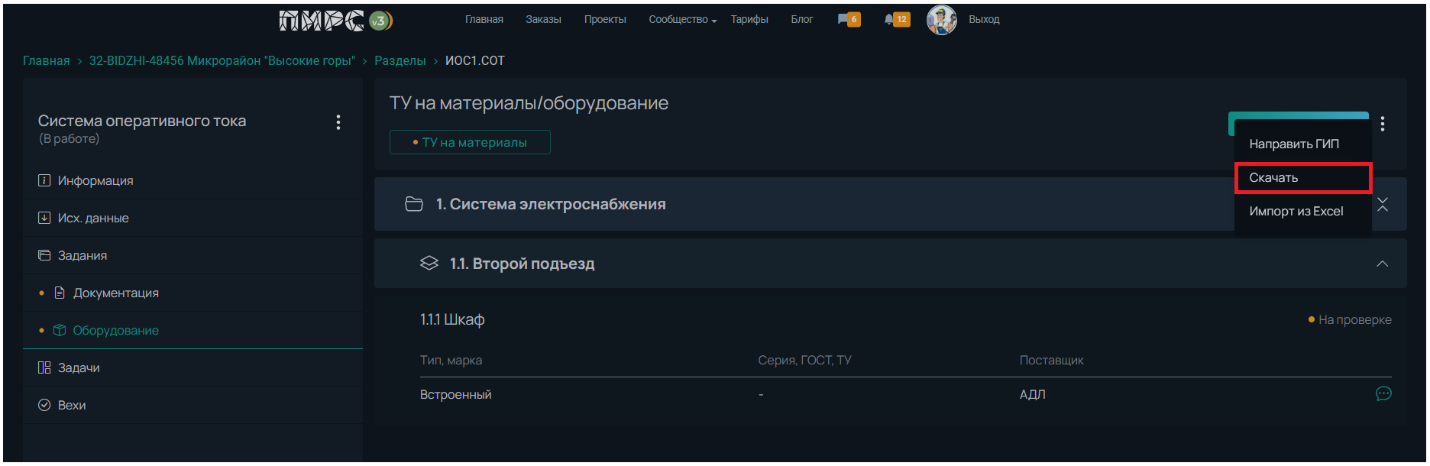 ПИРС v3 Главная Заказы Проекты Сообщество Тарифы Блог 6 12 Выход
Главная › 32-BIDZHI-48456 Микрорайон "Высокие горы" › Разделы › ИОС1.СОТ
Система оперативного тока
(В работе)
Информация
Исх. данные
Задания
Документация
Оборудование
Задачи
Вехи
ТУ на материалы/оборудование
ТУ на материалы
Направить ГИП
Скачать
Импорт из Excel
1. Система электроснабжения
1.1. Второй подъезд
1.1.1 Шкаф
На проверке
Тип, марка Серия, ГОСТ, ТУ Поставщик
Встроенный - АДЛ